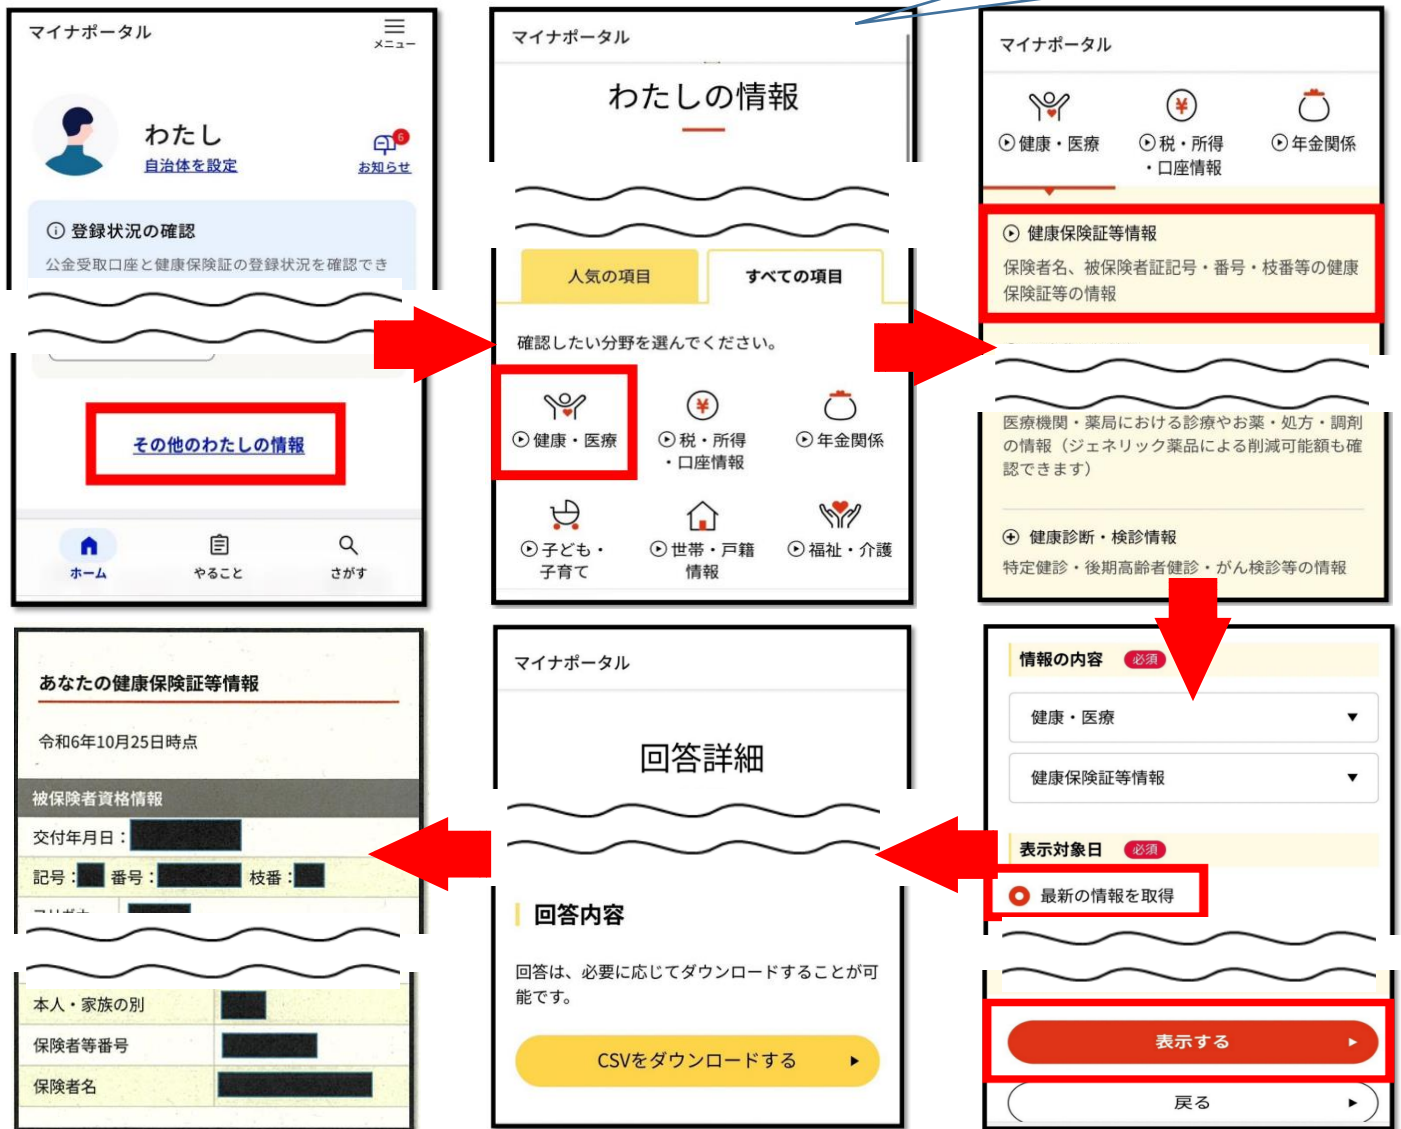 マイナポータル
メニュー
わたし
自治体を設定
6
お知らせ
登録状況の確認
公金受取口座と健康保険証の登録状況を確認でき
その他のわたしの情報
ホーム
やること
さがす
マイナポータル
わたしの情報
人気の項目
すべての項目
確認したい分野を選んでください。
健康・医療
税・所得
・口座情報
年金関係
子ども・
子育て
世帯・戸籍
情報
福祉・介護
マイナポータル
健康・医療
税・所得
・口座情報
年金関係
健康保険証等情報
保険者名、被保険者証記号・番号・枝番等の健康
保険証等の情報
医療機関・薬局における診療やお薬・処方・調剤
の情報（ジェネリック薬品による削減可能額も確
認できます）
健康診断・検診情報
特定健診・後期高齢者健診・がん検診等の情報
情報の内容 必須
健康・医療
健康保険証等情報
表示対象日 必須
最新の情報を取得
表示する
戻る
マイナポータル
回答詳細
回答内容
回答は、必要に応じてダウンロードすることが可
能です。
CSVをダウンロードする
あなたの健康保険証等情報
令和6年10月25日時点
被保険者資格情報
交付年月日：
記号： 番号： 枝番：
本人・家族の別
保険者等番号
保険者名